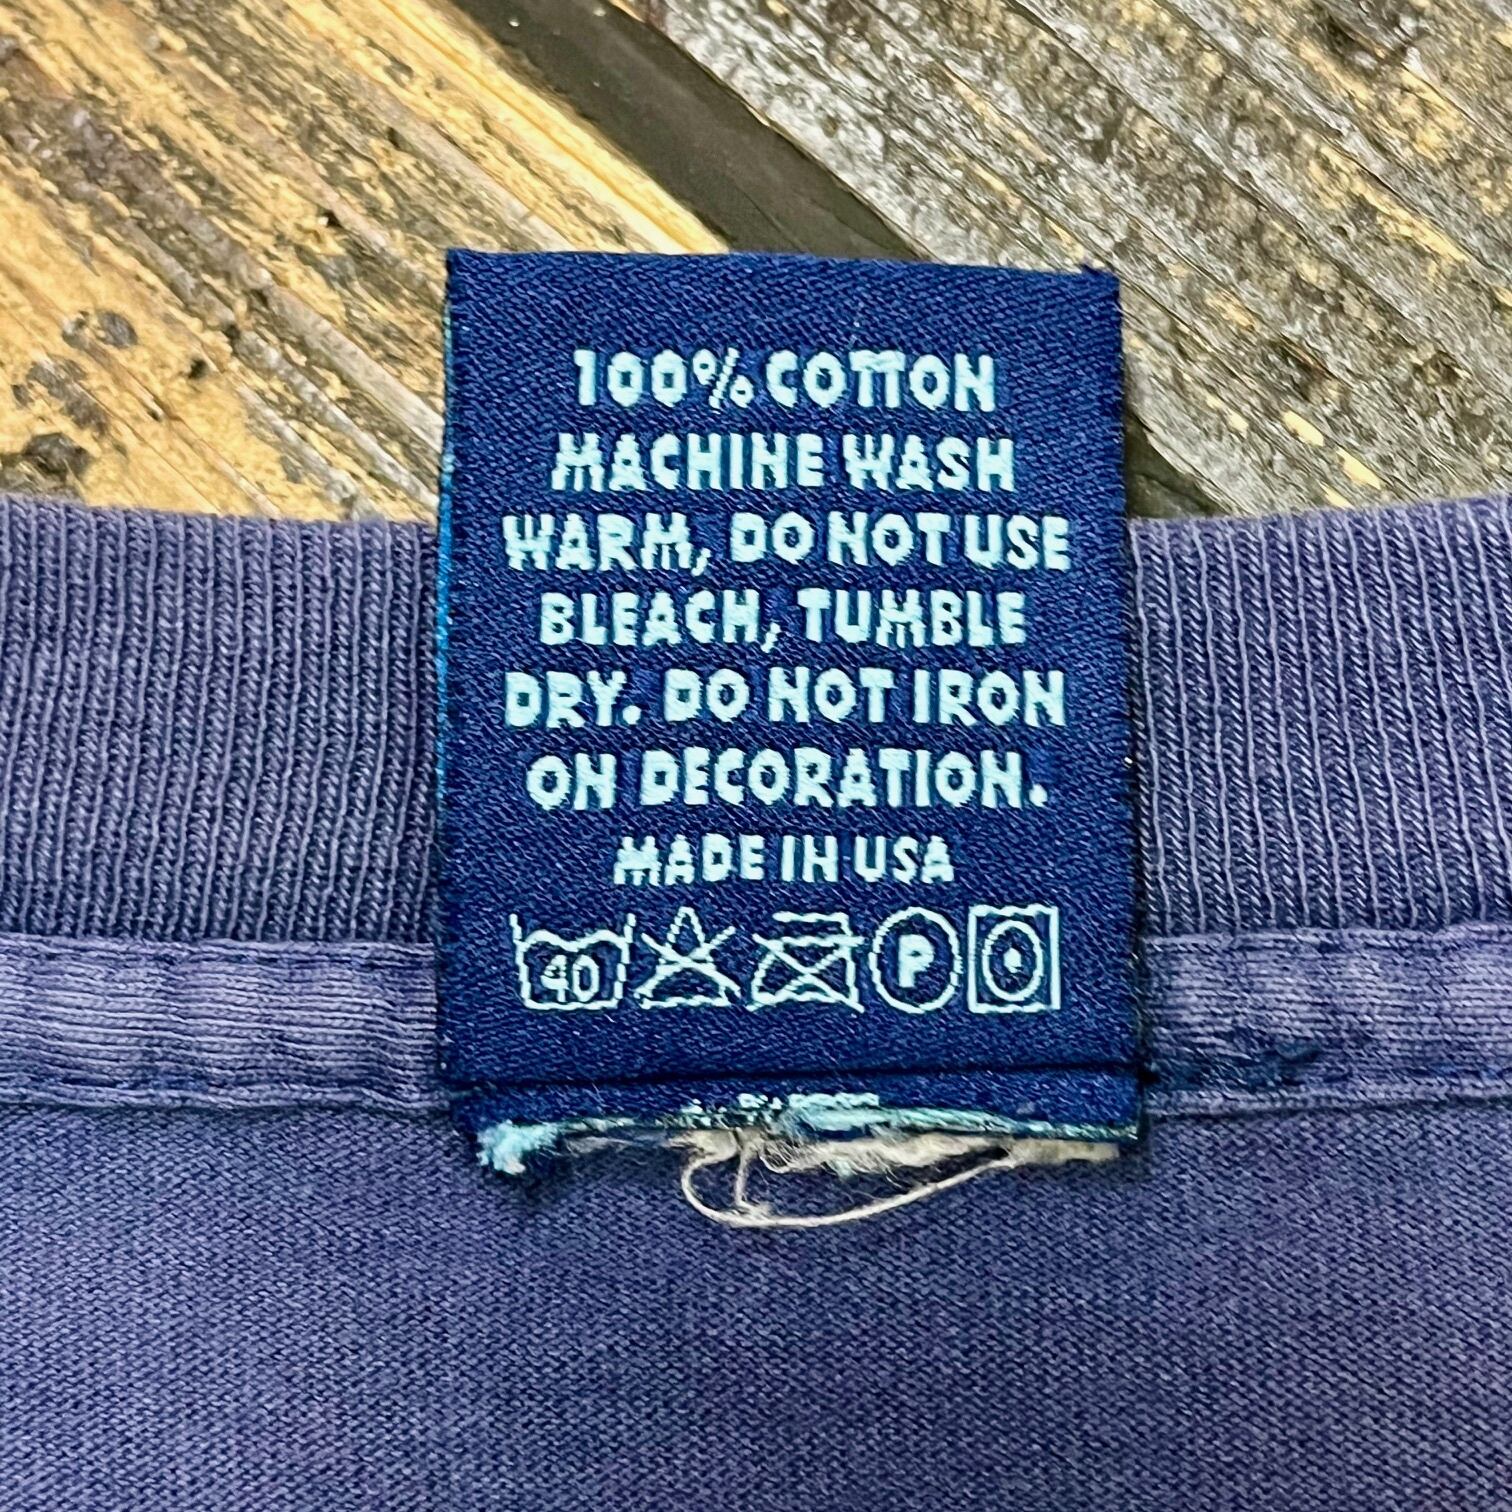 100% COTTON
MACHINE WASH
WARM, DO NOT USE
BLEACH, TUMBLE
DRY. DO NOT IRON
ON DECORATION.
MADE IN USA
40 P